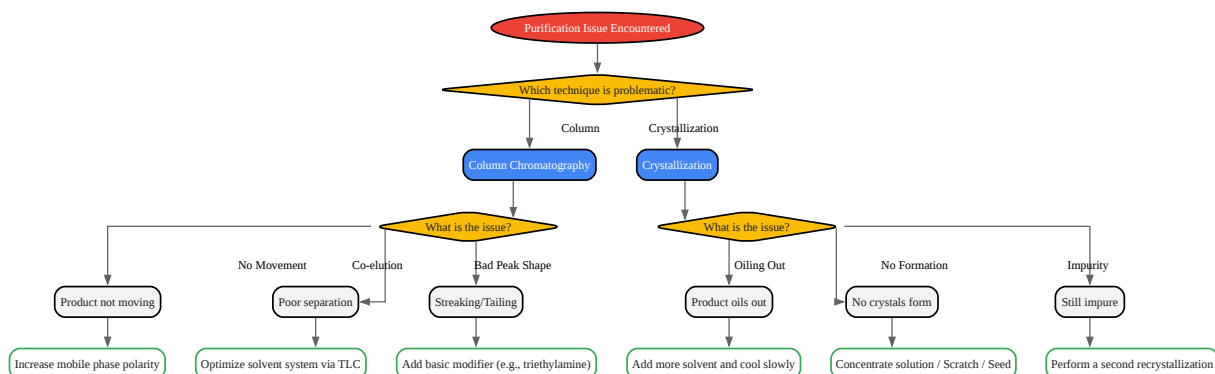 Purification Issue Encountered
Which technique is problematic?
Column
Crystallization
Column Chromatography
Crystallization
What is the issue?
What is the issue?
No Movement
Co-elution
Bad Peak Shape
Oiling Out
No Formation
Impurity
Product not moving
Poor separation
Streaking/Tailing
Product oils out
No crystals form
Still impure
Increase mobile phase polarity
Optimize solvent system via TLC
Add basic modifier (e.g., triethylamine)
Add more solvent and cool slowly
Concentrate solution / Scratch / Seed
Perform a second recrystallization